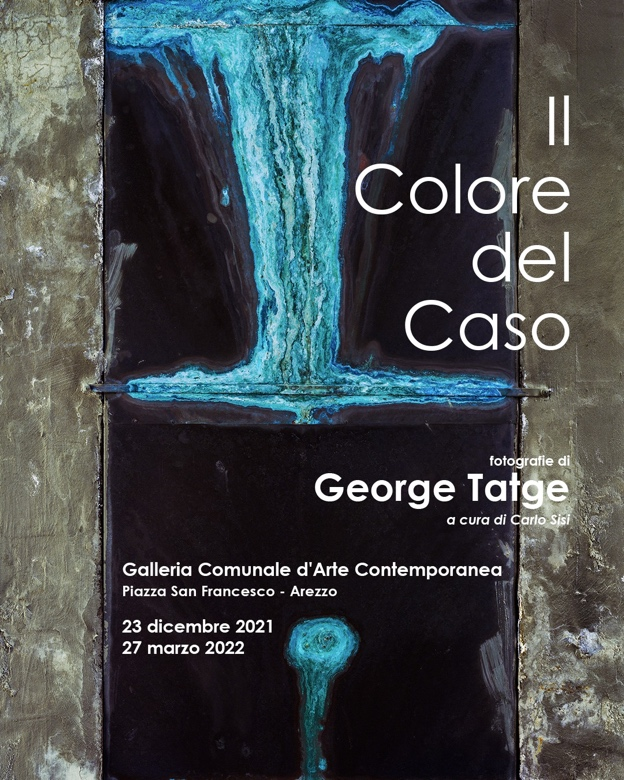 Il
Colore
del
Caso
fotografie di
George Tatge
a cura di Carlo Sisi
Galleria Comunale d'Arte Contemporanea
Piazza San Francesco - Arezzo
23 dicembre 2021
27 marzo 2022